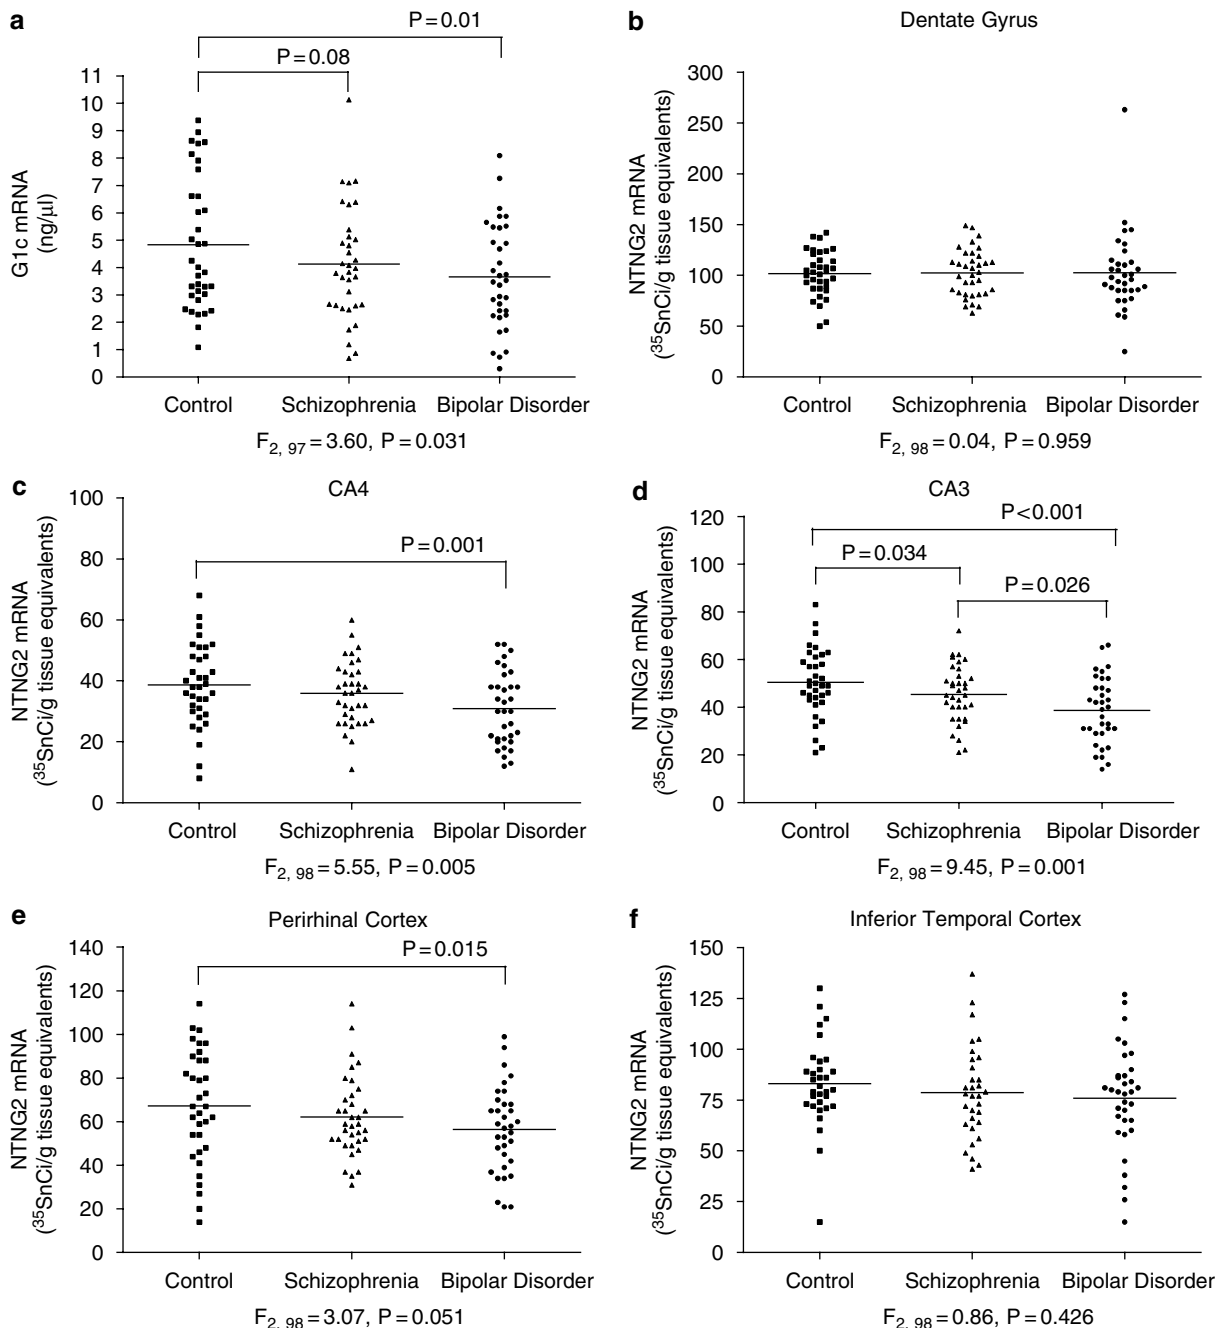 a
P=0.01
P=0.08
11
10
9
8
7
6
5
4
3
2
1
0
G1c mRNA
(ng/µl)
Control
Schizophrenia
Bipolar Disorder
F2, 97=3.60, P=0.031
b
Dentate Gyrus
300
250
200
150
100
50
0
NTNG2 mRNA
(35SnCi/g tissue equivalents)
Control
Schizophrenia
Bipolar Disorder
F2, 98=0.04, P=0.959
c
CA4
P=0.001
100
80
60
40
20
0
NTNG2 mRNA
(35SnCi/g tissue equivalents)
Control
Schizophrenia
Bipolar Disorder
F2, 98=5.55, P=0.005
d
CA3
P<0.001
P=0.034
P=0.026
120
100
80
60
40
20
0
NTNG2 mRNA
(35SnCi/g tissue equivalents)
Control
Schizophrenia
Bipolar Disorder
F2, 98=9.45, P=0.001
e
Perirhinal Cortex
P=0.015
140
120
100
80
60
40
20
0
NTNG2 mRNA
(35SnCi/g tissue equivalents)
Control
Schizophrenia
Bipolar Disorder
F2, 98=3.07, P=0.051
f
Inferior Temporal Cortex
150
125
100
75
50
25
0
NTNG2 mRNA
(35SnCi/g tissue equivalents)
Control
Schizophrenia
Bipolar Disorder
F2, 98=0.86, P=0.426